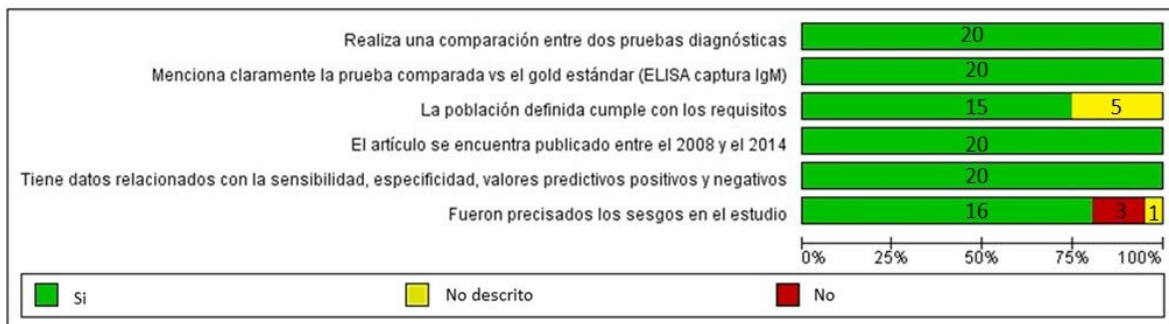 Realiza una comparación entre dos pruebas diagnósticas 20
Menciona claramente la prueba comparada vs el gold estándar (ELISA captura IgM) 20
La población definida cumple con los requisitos 15 5
El artículo se encuentra publicado entre el 2008 y el 2014 20
Tiene datos relacionados con la sensibilidad, especificidad, valores predictivos positivos y negativos 20
Fueron precisados los sesgos en el estudio 16 3 1
0% 25% 50% 75% 100%
Si No descrito No